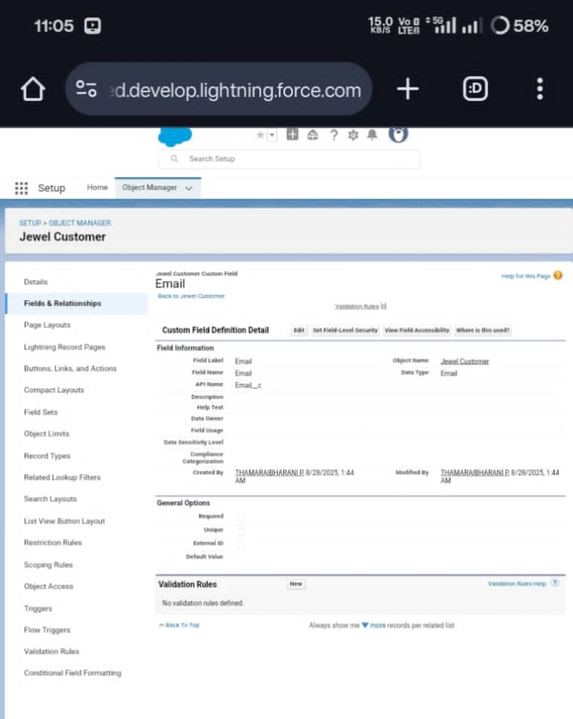 11:05
15.0 KB/S Vo LTE 5G 58%
d.develop.lightning.force.com
:D
Search Setup
Setup Home Object Manager
SETUP > OBJECT MANAGER
Jewel Customer
Details
Fields & Relationships
Page Layouts
Lightning Record Pages
Buttons, Links, and Actions
Compact Layouts
Field Sets
Object Limits
Record Types
Related Lookup Filters
Search Layouts
List View Button Layout
Restriction Rules
Scoping Rules
Object Access
Triggers
Flow Triggers
Validation Rules
Conditional Field Formatting
Jewel Customer Custom Field
Email
Help for this Page
Back to Jewel Customer
Validation Rules [0]
Custom Field Definition Detail Edit Set Field-Level Security View Field Accessibility Where is this used?
Field Information
Field Label Email Object Name Jewel Customer
Field Name Email Data Type Email
API Name Email__c
Description
Help Text
Data Owner
Field Usage
Data Sensitivity Level
Compliance Categorization
Created By THAMARAIBHARANI P, 8/28/2025, 1:44 AM Modified By THAMARAIBHARANI P, 8/28/2025, 1:44 AM
General Options
Required
Unique
External ID
Default Value
Validation Rules New Validation Rules Help ?
No validation rules defined.
Back To Top Always show me more records per related list